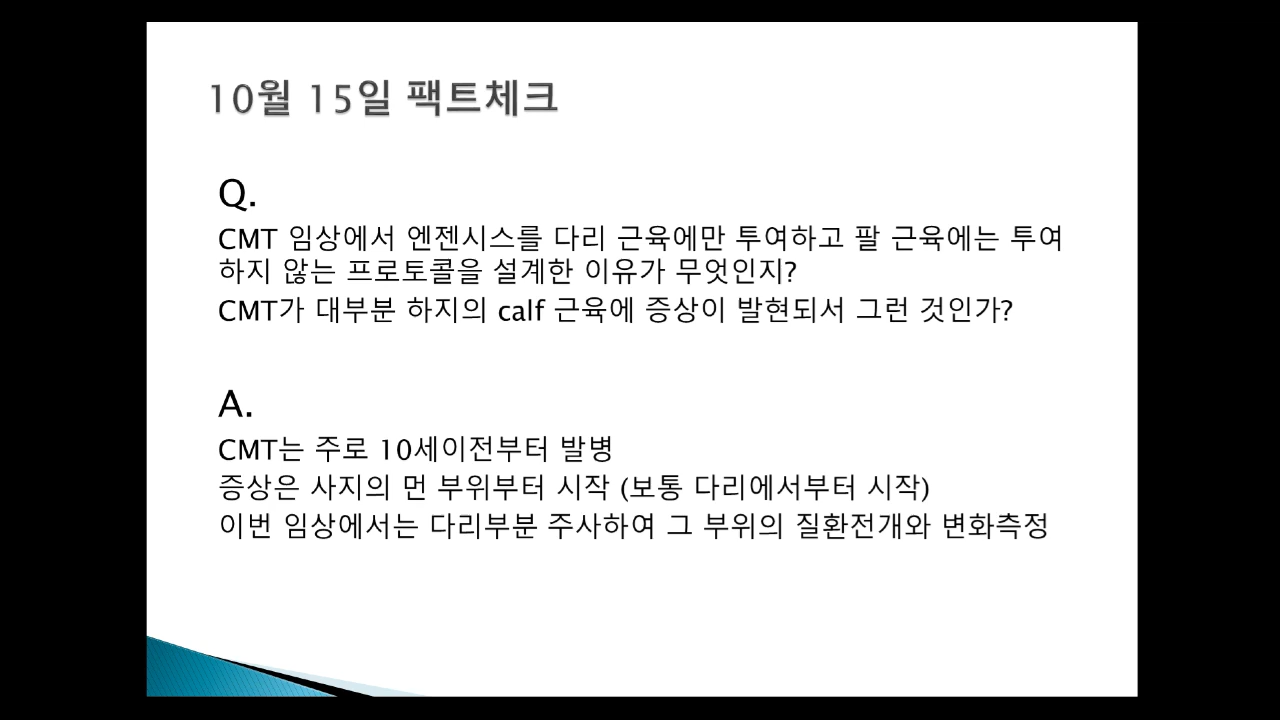 10월 15일 팩트체크
Q.
CMT 임상에서 엔젠시스를 다리 근육에만 투여하고 팔 근육에는 투여
하지 않는 프로토콜을 설계한 이유가 무엇인지?
CMT가 대부분 하지의 calf 근육에 증상이 발현되서 그런 것인가?
A.
CMT는 주로 10세이전부터 발병
증상은 사지의 먼 부위부터 시작 (보통 다리에서부터 시작)
이번 임상에서는 다리부분 주사하여 그 부위의 질환전개와 변화측정